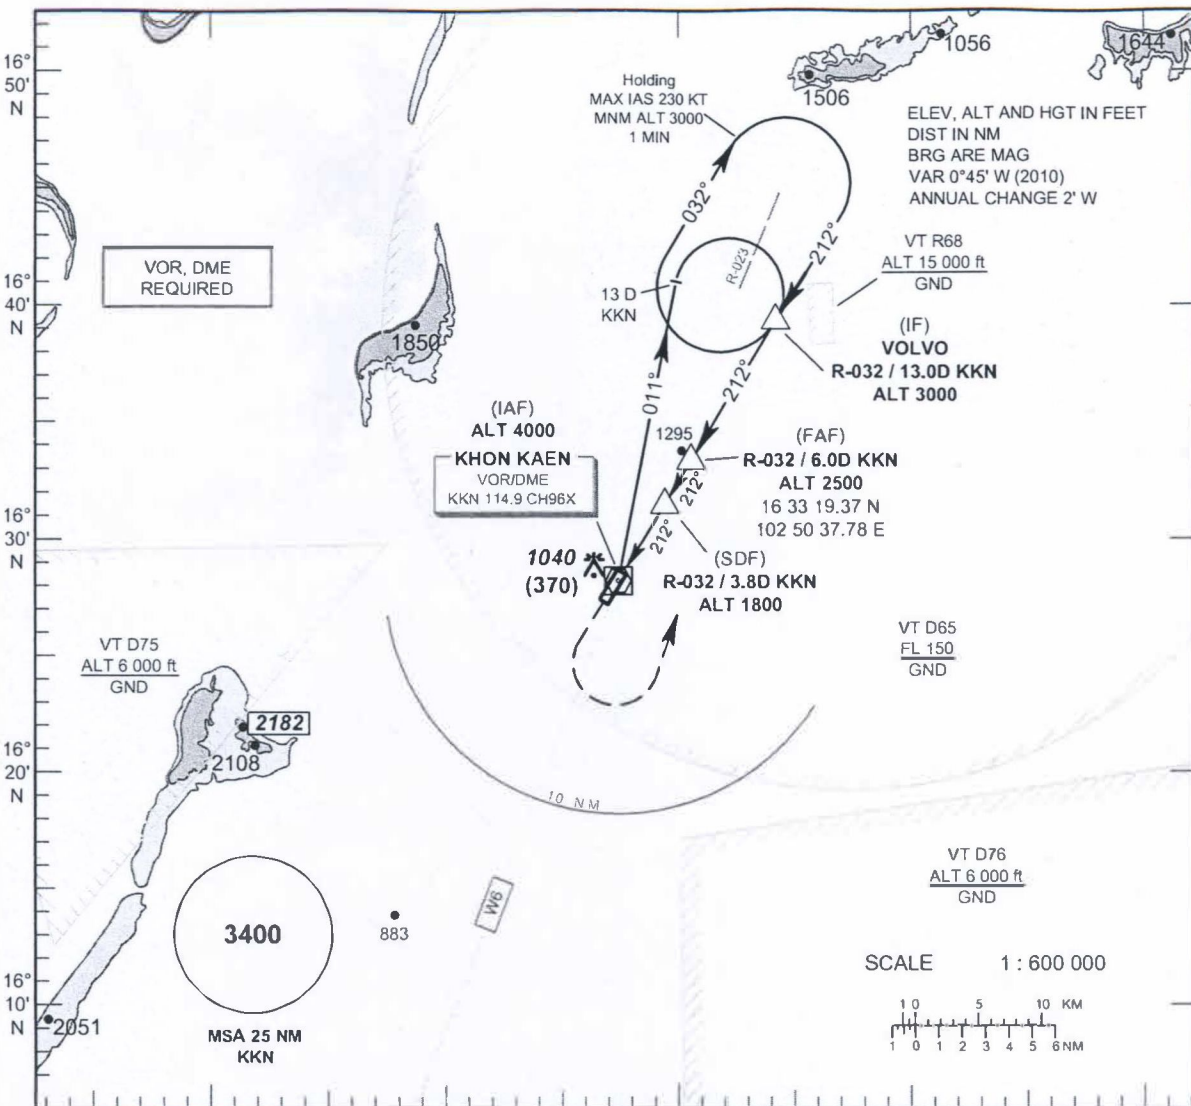 16°
50'
N
16°
40'
N
16°
30'
N
16°
20'
N
16°
10'
N
Holding
MAX IAS 230 KT
MNM ALT 3000
1 MIN
1506
1056
1644
ELEV, ALT AND HGT IN FEET
DIST IN NM
BRG ARE MAG
VAR 0°45' W (2010)
ANNUAL CHANGE 2' W
VOR, DME
REQUIRED
032°
212°
R-023
VT R68
ALT 15 000 ft
GND
13 D
KKN
1850
(IF)
VOLVO
R-032 / 13.0D KKN
ALT 3000
011°
212°
(IAF)
ALT 4000
KHON KAEN
VOR/DME
KKN 114.9 CH96X
1295
(FAF)
R-032 / 6.0D KKN
ALT 2500
16 33 19.37 N
102 50 37.78 E
212°
212°
1040
(370)
(SDF)
R-032 / 3.8D KKN
ALT 1800
VT D75
ALT 6 000 ft
GND
VT D65
FL 150
GND
2182
2108
10 NM
VT D76
ALT 6 000 ft
GND
3400
883
W6
2051
MSA 25 NM
KKN
SCALE 1 : 600 000
1 0 5 10 KM
1 0 1 2 3 4 5 6 NM